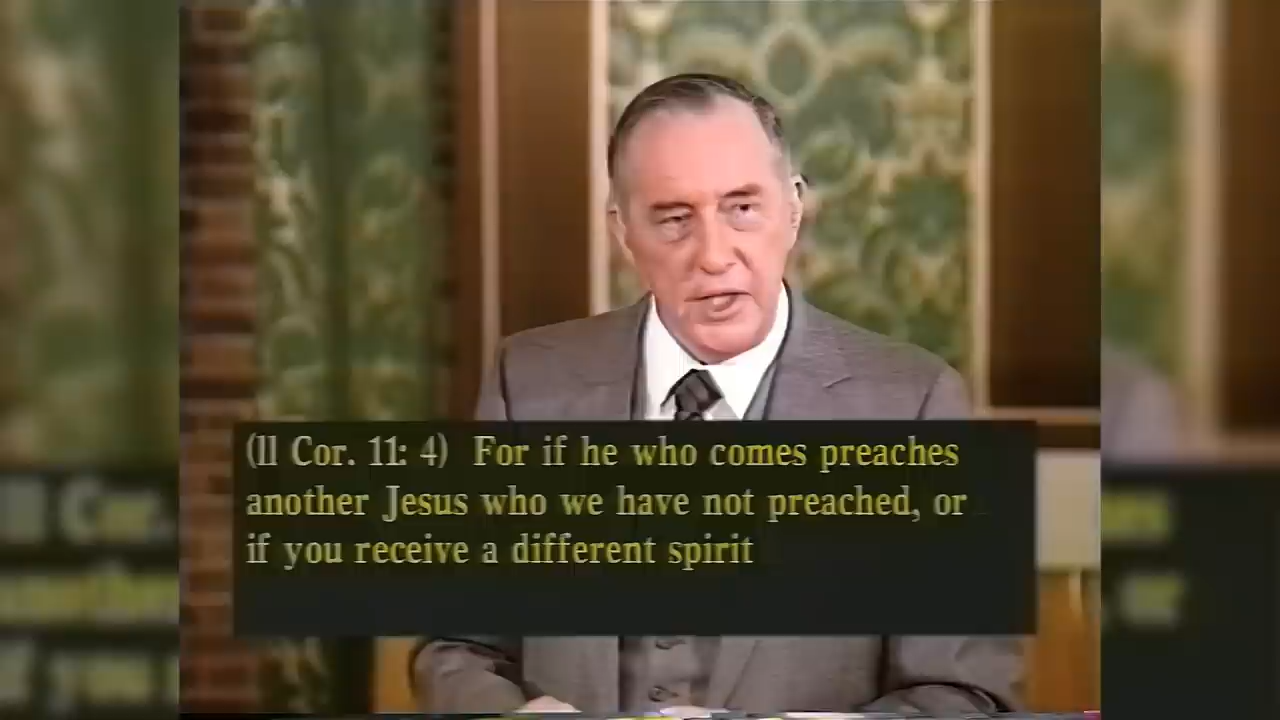 (ll Cor. 11: 4) For if he who comes preaches
another Jesus who we have not preached, or
if you receive a different spirit